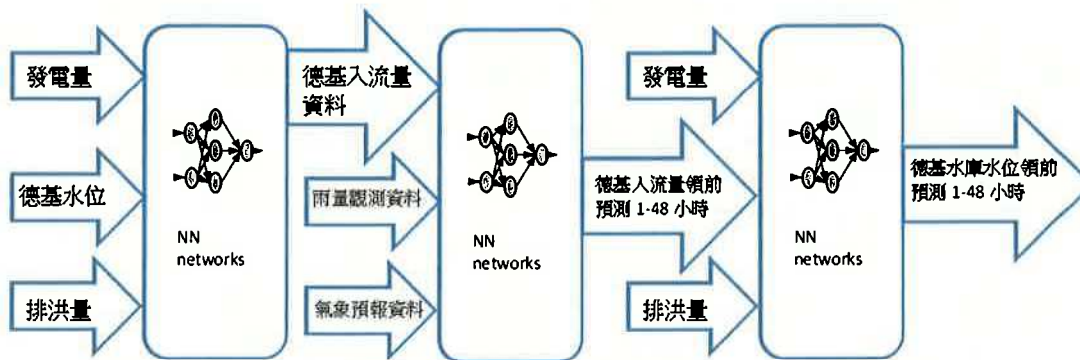 發電量
德基水位
排洪量
NN
networks
德基入流量
資料
雨量觀測資料
氣象預報資料
NN
networks
發電量
德基入流量領前
預測 1-48 小時
排洪量
NN
networks
德基水庫水位領前
預測 1-48 小時